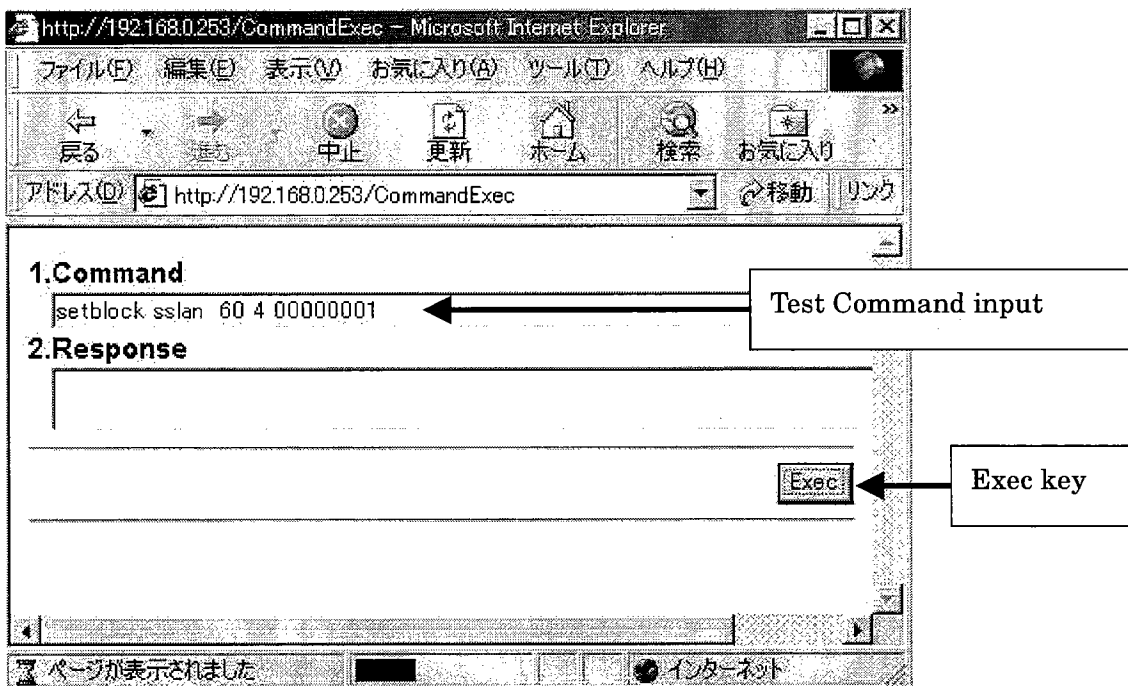 http://192.168.0.253/CommandExec - Microsoft Internet Explorer
ファイル(F) 編集(E) 表示(V) お気に入り(A) ツール(T) ヘルプ(H)
戻る 進む 中止 更新 ホーム 検索 お気に入り »
アドレス(D) http://192.168.0.253/CommandExec 移動 リンク
1.Command
setblock sslan 60 4 00000001
Test Command input
2.Response
Exec
Exec key
ページが表示されました インターネット